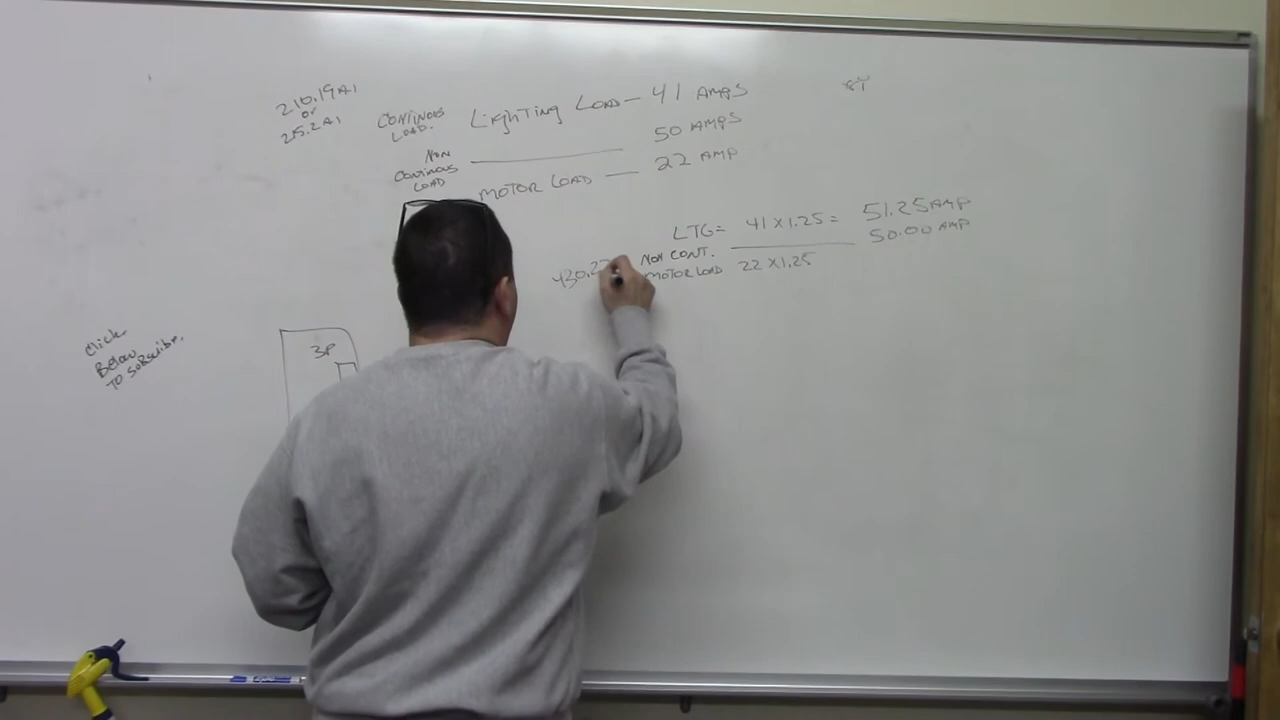 210.19A1
or
215.2A1
CONTINOUS
LOAD.
LIGHTING LOAD - 41 AMPS
NON
CONTINOUS
LOAD
50 AMPS
MOTOR LOAD — 22 AMP
LTG = 41 X 1.25 = 51.25 AMP
NON CONT. 50.00 AMP
430.22
MOTOR LOAD 22 X 1.25
3P
Click
Below
TO SUBSCRIBE.